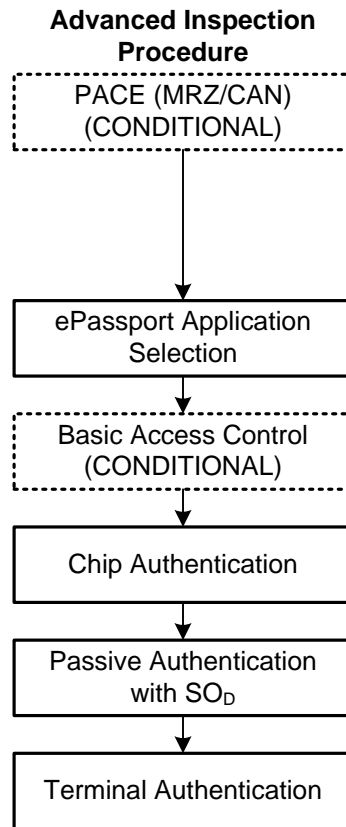 Advanced Inspection
Procedure
PACE (MRZ/CAN)
(CONDITIONAL)
ePassport Application
Selection
Basic Access Control
(CONDITIONAL)
Chip Authentication
Passive Authentication
with SO_D
Terminal Authentication